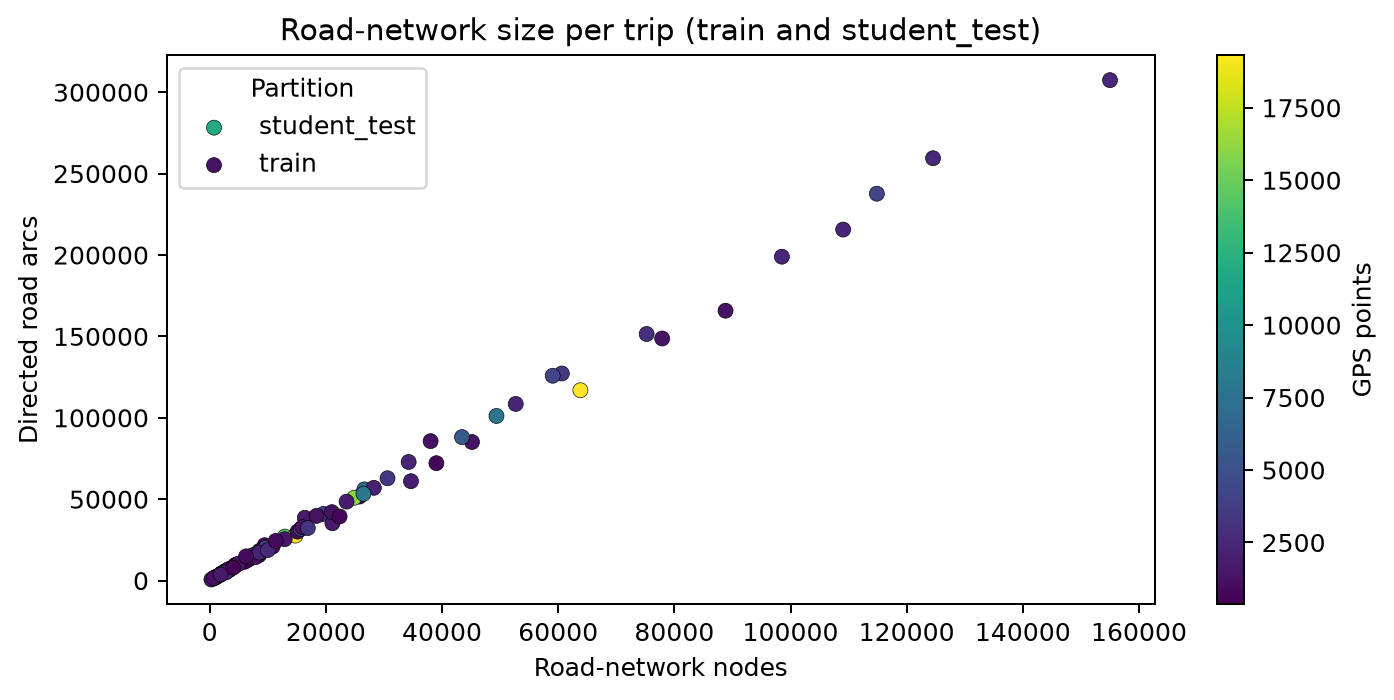 Road-network size per trip (train and student_test)
Partition
student_test
train
300000
250000
200000
150000
100000
50000
0
Directed road arcs
0 20000 40000 60000 80000 100000 120000 140000 160000
Road-network nodes
17500
15000
12500
10000
7500
5000
2500
GPS points